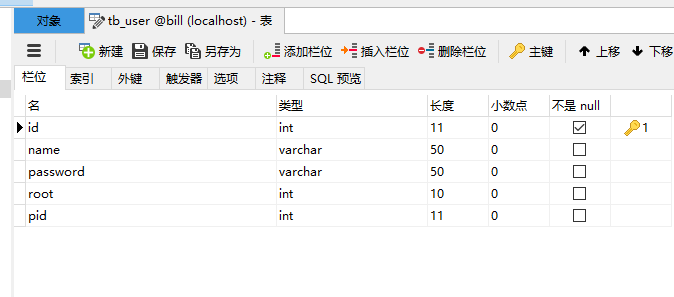 对象 tb_user @bill (localhost) - 表
新建 保存 另存为 添加栏位 插入栏位 删除栏位 主键 上移 下移
栏位 索引 外键 触发器 选项 注释 SQL 预览
名 类型 长度 小数点 不是 null
id int 11 0 1
name varchar 50 0
password varchar 50 0
root int 10 0
pid int 11 0